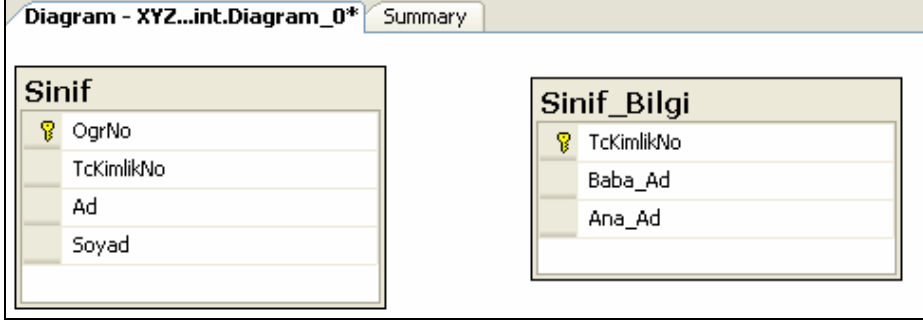 Diagram - XYZ...int.Diagram_0* Summary
Sinif
OgrNo
TcKimlikNo
Ad
Soyad
Sinif_Bilgi
TcKimlikNo
Baba_Ad
Ana_Ad